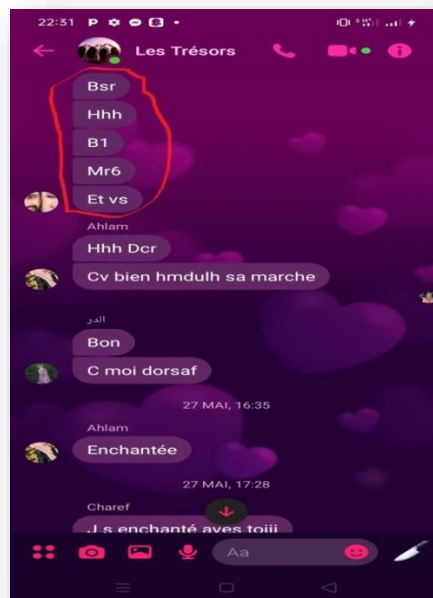 22:31
Les Trésors
Bsr
Hhh
B1
Mr6
Et vs
Ahlam
Hhh Dcr
Cv bien hmdulh sa marche
الدر
Bon
C moi dorsaf
27 MAI, 16:35
Ahlam
Enchantée
27 MAI, 17:28
Charef
J s enchanté aves toiii
Aa